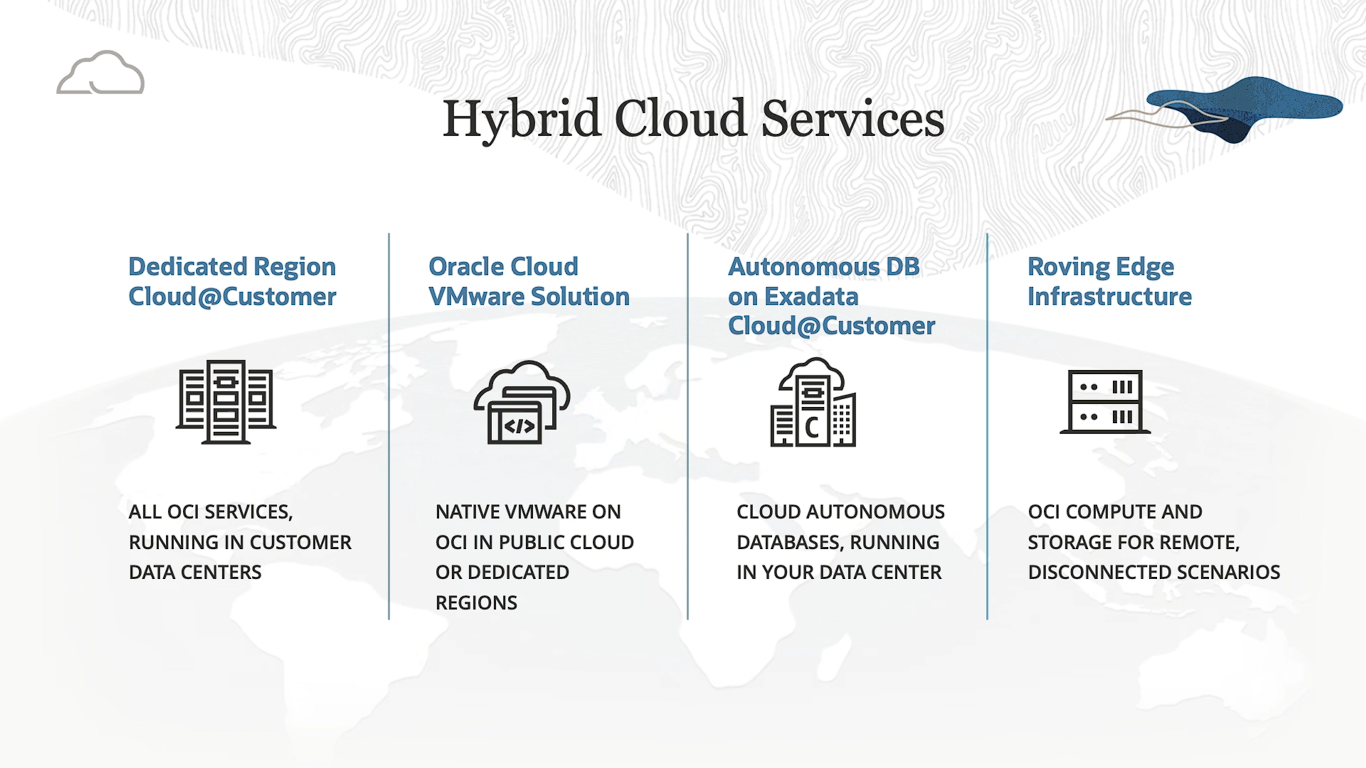 Hybrid Cloud Services
Dedicated Region
Cloud@Customer
ALL OCI SERVICES,
RUNNING IN CUSTOMER
DATA CENTERS
Oracle Cloud
VMware Solution
</>
NATIVE VMWARE ON
OCI IN PUBLIC CLOUD
OR DEDICATED
REGIONS
Autonomous DB
on Exadata
Cloud@Customer
C
CLOUD AUTONOMOUS
DATABASES, RUNNING
IN YOUR DATA CENTER
Roving Edge
Infrastructure
OCI COMPUTE AND
STORAGE FOR REMOTE,
DISCONNECTED SCENARIOS